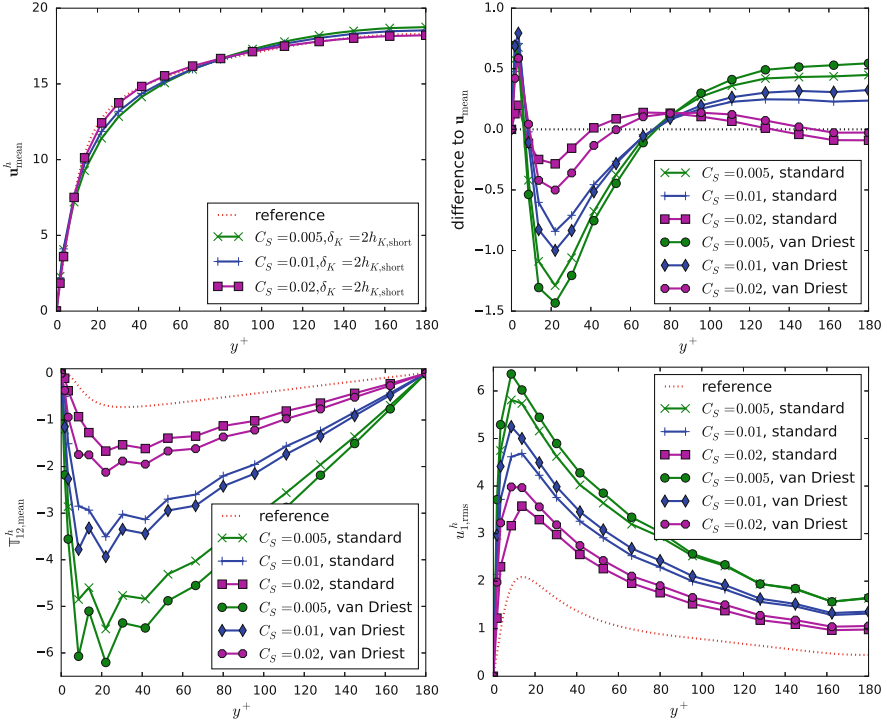 20
15
10
5
0
u^h_mean
0 20 40 60 80 100 120 140 160 180
y^+
reference
C_S =0.005,δ_K =2h_{K,short}
C_S =0.01,δ_K =2h_{K,short}
C_S =0.02,δ_K =2h_{K,short}
1.0
0.5
0.0
−0.5
−1.0
−1.5
difference to u_mean
0 20 40 60 80 100 120 140 160 180
y^+
C_S =0.005, standard
C_S =0.01, standard
C_S =0.02, standard
C_S =0.005, van Driest
C_S =0.01, van Driest
C_S =0.02, van Driest
0
−1
−2
−3
−4
−5
−6
𝕋^h_{12,mean}
0 20 40 60 80 100 120 140 160 180
y^+
reference
C_S =0.005, standard
C_S =0.01, standard
C_S =0.02, standard
C_S =0.005, van Driest
C_S =0.01, van Driest
C_S =0.02, van Driest
6
5
4
3
2
1
0
u^h_{1,rms}
0 20 40 60 80 100 120 140 160 180
y^+
reference
C_S =0.005, standard
C_S =0.01, standard
C_S =0.02, standard
C_S =0.005, van Driest
C_S =0.01, van Driest
C_S =0.02, van Driest